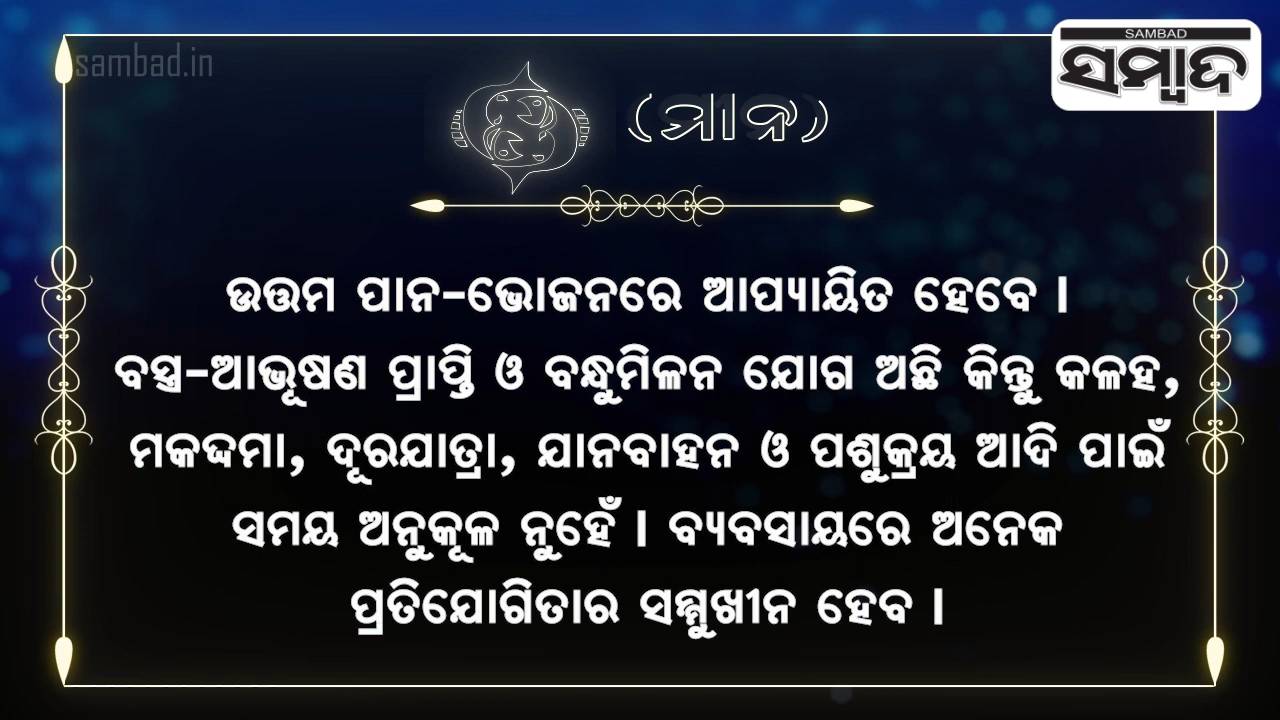 sambad.in
SAMBAD
ସମ୍ବାଦ
(ମୀନ)
ଉତ୍ତମ ପାନ-ଭୋଜନରେ ଆପ୍ୟାୟିତ ହେବେ ।
ବସ୍ତ୍ର-ଆଭୂଷଣ ପ୍ରାପ୍ତି ଓ ବନ୍ଧୁମିଳନ ଯୋଗ ଅଛି କିନ୍ତୁ କଳହ,
ମକଦ୍ଦମା, ଦୂରଯାତ୍ରା, ଯାନବାହନ ଓ ପଶୁକ୍ରୟ ଆଦି ପାଇଁ
ସମୟ ଅନୁକୂଳ ନୁହେଁ । ବ୍ୟବସାୟରେ ଅନେକ
ପ୍ରତିଯୋଗିତାର ସମ୍ମୁଖୀନ ହେବ ।